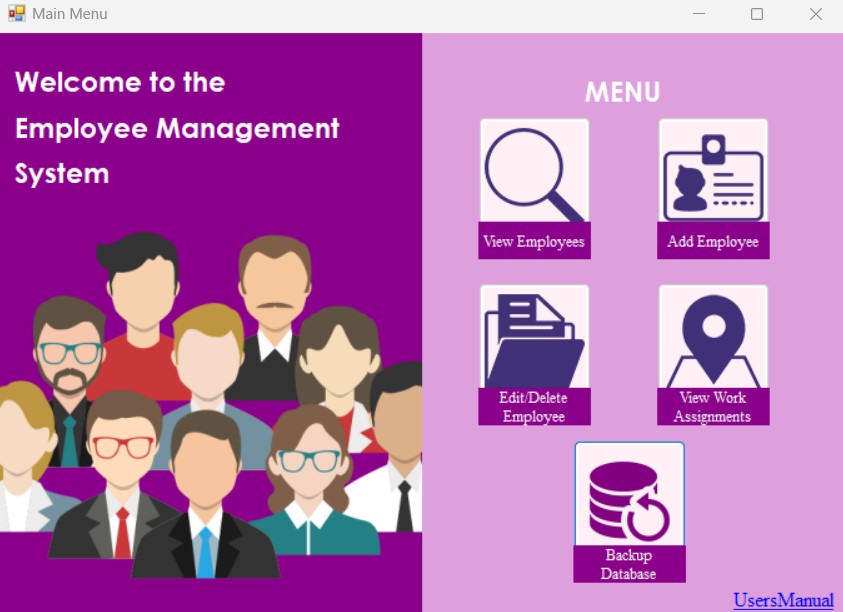 Main Menu
Welcome to the
Employee Management
System
MENU
View Employees
Add Employee
Edit/Delete
Employee
View Work
Assignments
Backup
Database
UsersManual